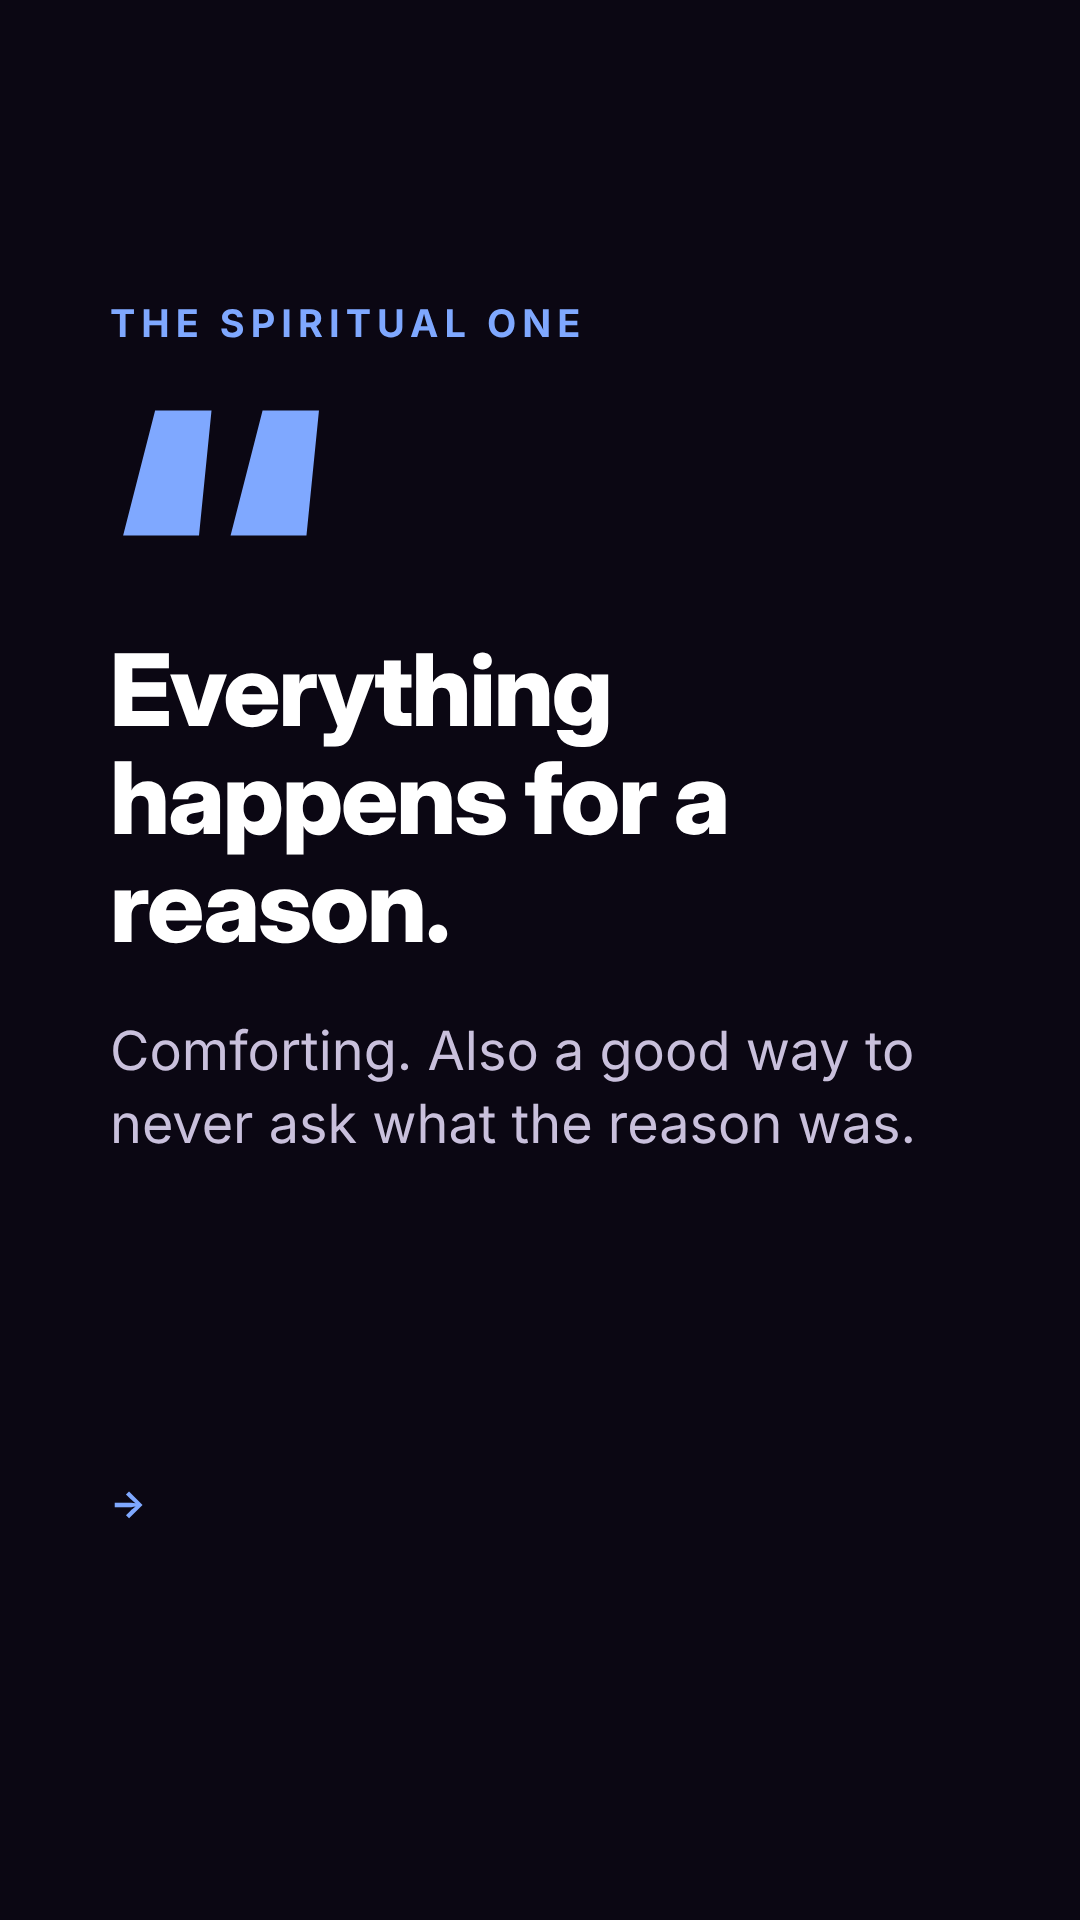 THE SPIRITUAL ONE
“
Everything
happens for a
reason.
Comforting. Also a good way to
never ask what the reason was.
→